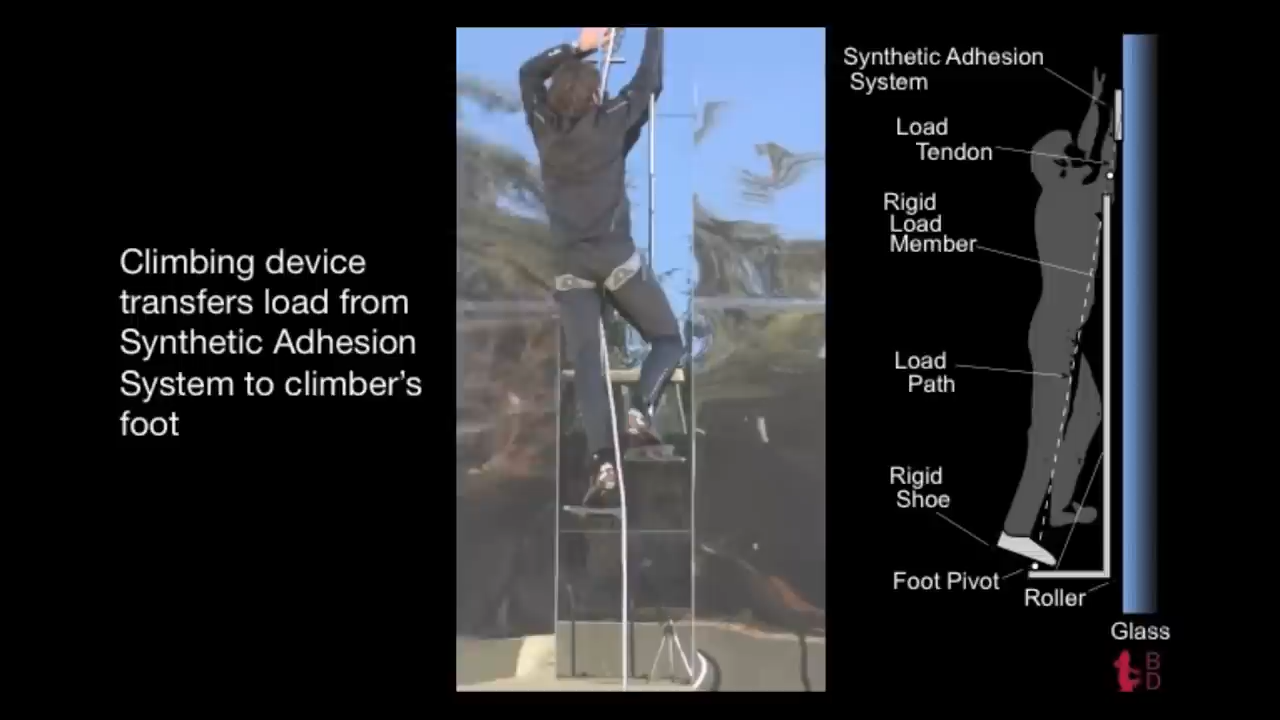 Climbing device
transfers load from
Synthetic Adhesion
System to climber’s
foot
Synthetic Adhesion
System
Load
Tendon
Rigid
Load
Member
Load
Path
Rigid
Shoe
Foot Pivot
Roller
Glass
B
D